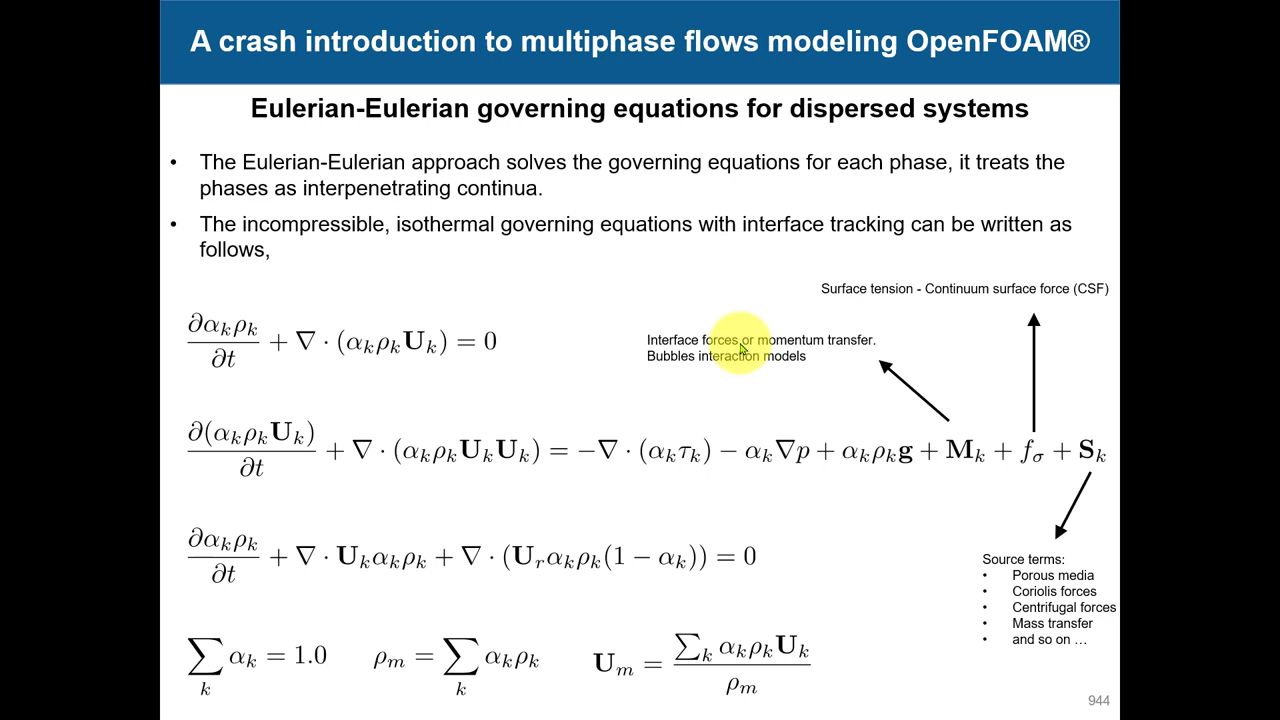 A crash introduction to multiphase flows modeling OpenFOAM®
Eulerian-Eulerian governing equations for dispersed systems
• The Eulerian-Eulerian approach solves the governing equations for each phase, it treats the
phases as interpenetrating continua.
• The incompressible, isothermal governing equations with interface tracking can be written as
follows,
Surface tension - Continuum surface force (CSF)
∂α_kρ_k/∂t + ∇ · (α_kρ_k𝐔_k) = 0
Interface forces or momentum transfer.
Bubbles interaction models
∂(α_kρ_k𝐔_k)/∂t + ∇ · (α_kρ_k𝐔_k𝐔_k) = −∇ · (α_kτ_k) − α_k∇p + α_kρ_k𝐠 + 𝐌_k + f_σ + 𝐒_k
∂α_kρ_k/∂t + ∇ · 𝐔_kα_kρ_k + ∇ · (𝐔_rα_kρ_k(1 − α_k)) = 0
Source terms:
• Porous media
• Coriolis forces
• Centrifugal forces
• Mass transfer
• and so on …
∑_k α_k = 1.0 ρ_m = ∑_k α_kρ_k 𝐔_m = ∑_k α_kρ_k𝐔_k/ρ_m
944